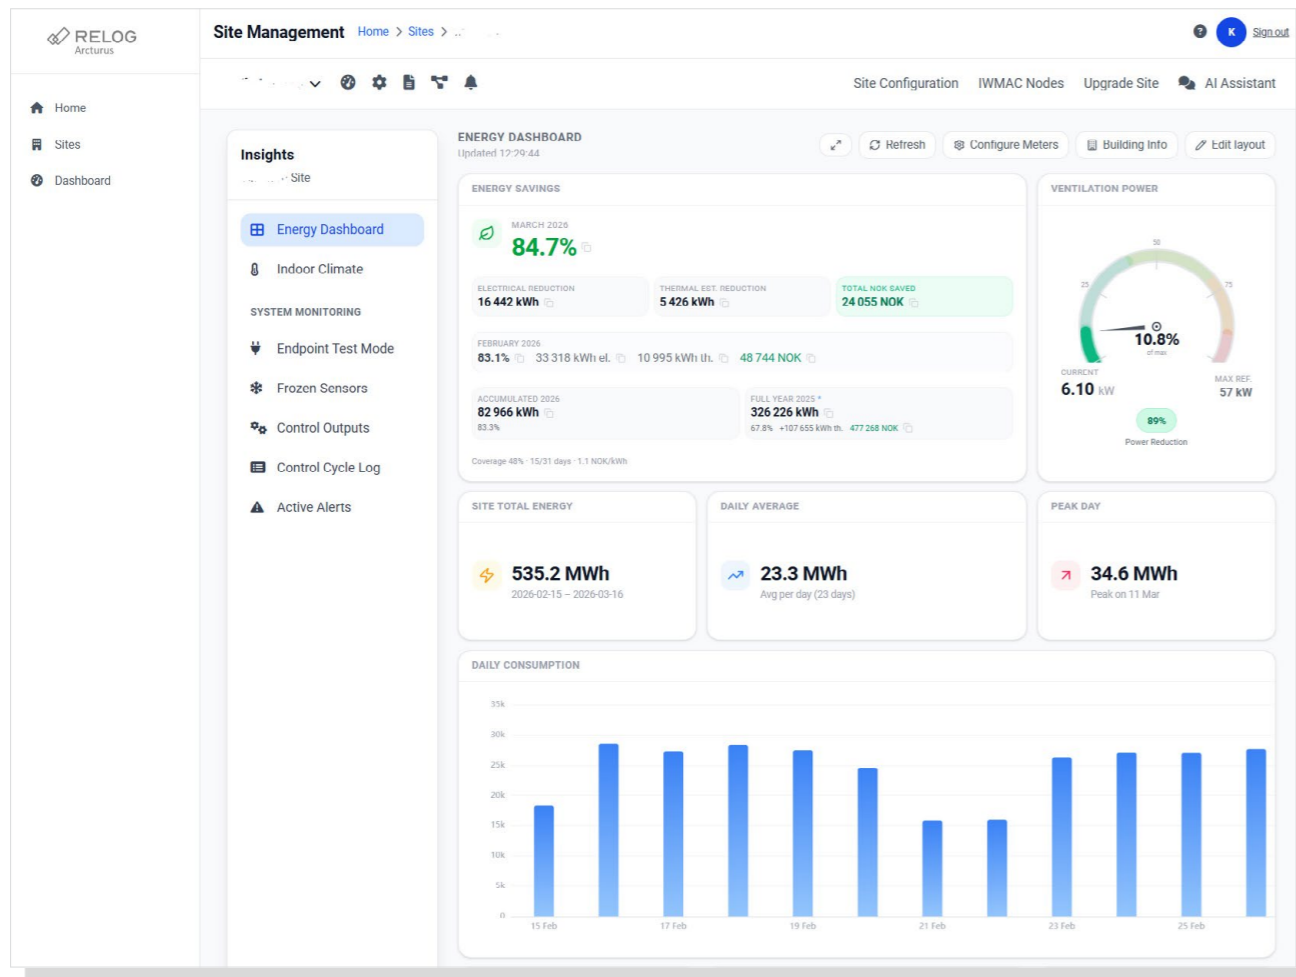 RELOG
Arcturus
Site Management Home > Sites >
? K Sign out
Site Configuration IWMAC Nodes Upgrade Site AI Assistant
Home
Sites
Dashboard
Insights
Site
Energy Dashboard
Indoor Climate
SYSTEM MONITORING
Endpoint Test Mode
Frozen Sensors
Control Outputs
Control Cycle Log
Active Alerts
ENERGY DASHBOARD
Updated 12:29:44
Refresh Configure Meters Building Info Edit layout
ENERGY SAVINGS
MARCH 2026
84.7%
ELECTRICAL REDUCTION
16 442 kWh
THERMAL EST. REDUCTION
5 426 kWh
TOTAL NOK SAVED
24 055 NOK
FEBRUARY 2026
83.1% 33 318 kWh el. 10 995 kWh th. 48 744 NOK
ACCUMULATED 2026
82 966 kWh
83.3%
FULL YEAR 2025 *
326 226 kWh
67.8% +107 655 kWh th. 477 268 NOK
Coverage 48% · 15/31 days · 1.1 NOK/kWh
VENTILATION POWER
50
25
75
10.8%
of max
CURRENT
6.10 kW
MAX REF.
57 kW
89%
Power Reduction
SITE TOTAL ENERGY
535.2 MWh
2026-02-15 – 2026-03-16
DAILY AVERAGE
23.3 MWh
Avg per day (23 days)
PEAK DAY
34.6 MWh
Peak on 11 Mar
DAILY CONSUMPTION
35k
30k
25k
20k
15k
10k
5k
0
15 Feb 17 Feb 19 Feb 21 Feb 23 Feb 25 Feb